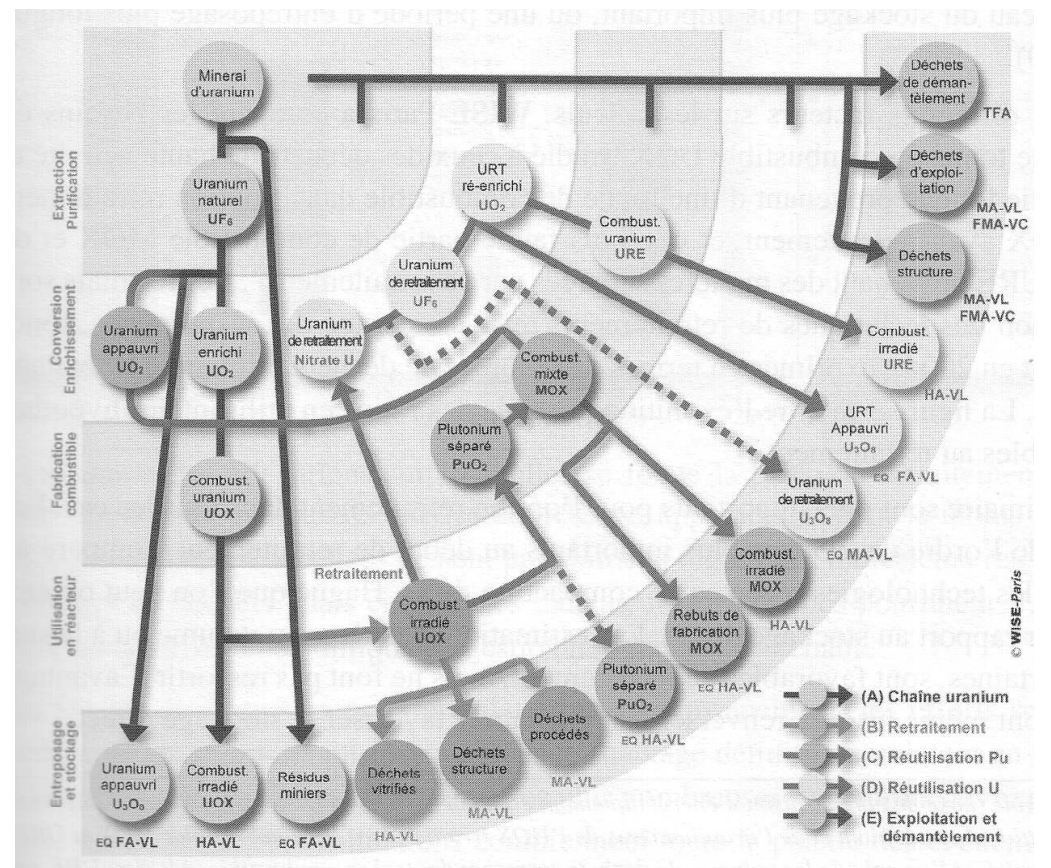 Minerai
d'uranium
Déchets
de déman-
tèlement
TFA
Extraction
Purification
Uranium
naturel
UF₆
URT
ré-enrichi
UO₂
Déchets
d'exploi-
tation
MA-VL
FMA-VC
Combust.
uranium
URE
Déchets
structure
MA-VL
FMA-VC
Conversion
Enrichissement
Uranium
de retraitement
UF₆
Uranium
appauvri
UO₂
Uranium
enrichi
UO₂
Uranium
de retraitement
Nitrate U
Combust.
mixte
MOX
Combust.
irradié
URE
HA-VL
Fabrication
combustible
Plutonium
séparé
PuO₂
URT
Appauvri
U₃O₈
EQ FA-VL
Combust.
uranium
UOX
Uranium
de retraitement
U₃O₈
EQ MA-VL
Utilisation
en réacteur
Retraitement
Combust.
irradié
UOX
Combust.
irradié
MOX
HA-VL
Rebuts de
fabrication
MOX
EQ HA-VL
Plutonium
séparé
PuO₂
EQ HA-VL
© WISE-Paris
Entreposage
et stockage
Uranium
appauvri
U₃O₈
EQ FA-VL
Combust.
irradié
UOX
HA-VL
Résidus
miniers
EQ FA-VL
Déchets
vitrifiés
HA-VL
Déchets
structure
MA-VL
Déchets
procédés
MA-VL
(A) Chaîne uranium
(B) Retraitement
(C) Réutilisation Pu
(D) Réutilisation U
(E) Exploitation et
démantèlement